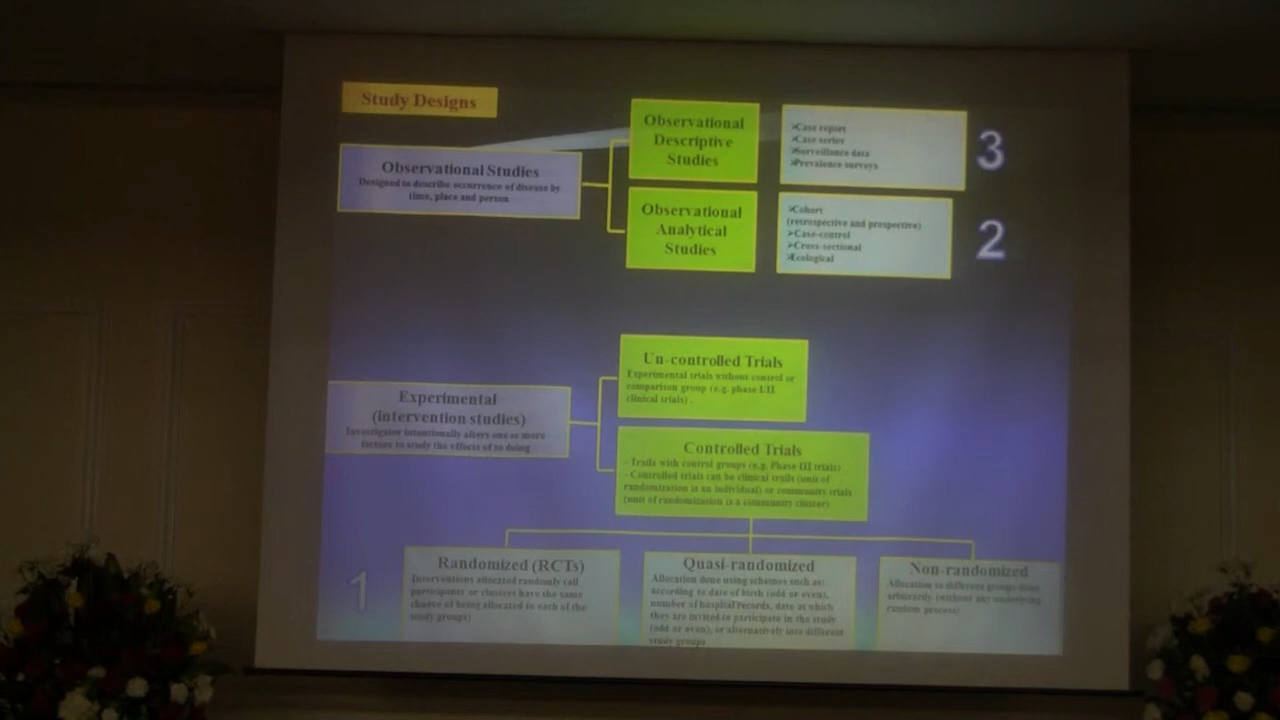 Study Designs
Observational Studies
Designed to describe occurrence of disease by
time, place and person
Observational
Descriptive
Studies
Case report
Case series
Surveillance data
Prevalence surveys
3
Observational
Analytical
Studies
Cohort
(retrospective and prospective)
Case-control
Cross-sectional
Ecological
2
Experimental
(intervention studies)
Investigator intentionally alters one or more
factors to study the effects of so doing
Un-controlled Trials
Experimental trials without control or
comparison group (e.g. phase I/II
clinical trials).
Controlled Trials
- Trails with control groups (e.g. Phase III trials)
- Controlled trials can be clinical trails (unit of
randomization is an individual) or community trials
(unit of randomization is a community cluster)
1
Randomized (RCTs)
Interventions allocated randomly (all
participants or clusters have the same
chance of being allocated to each of the
study groups)
Quasi-randomized
Allocation done using schemes such as:
according to date of birth (odd or even),
number of hospital records, date at which
they are invited to participate in the study
(odd or even), or alternatively into different
study groups
Non-randomized
Allocation to different groups done
arbitrarily (without any underlying
random process)